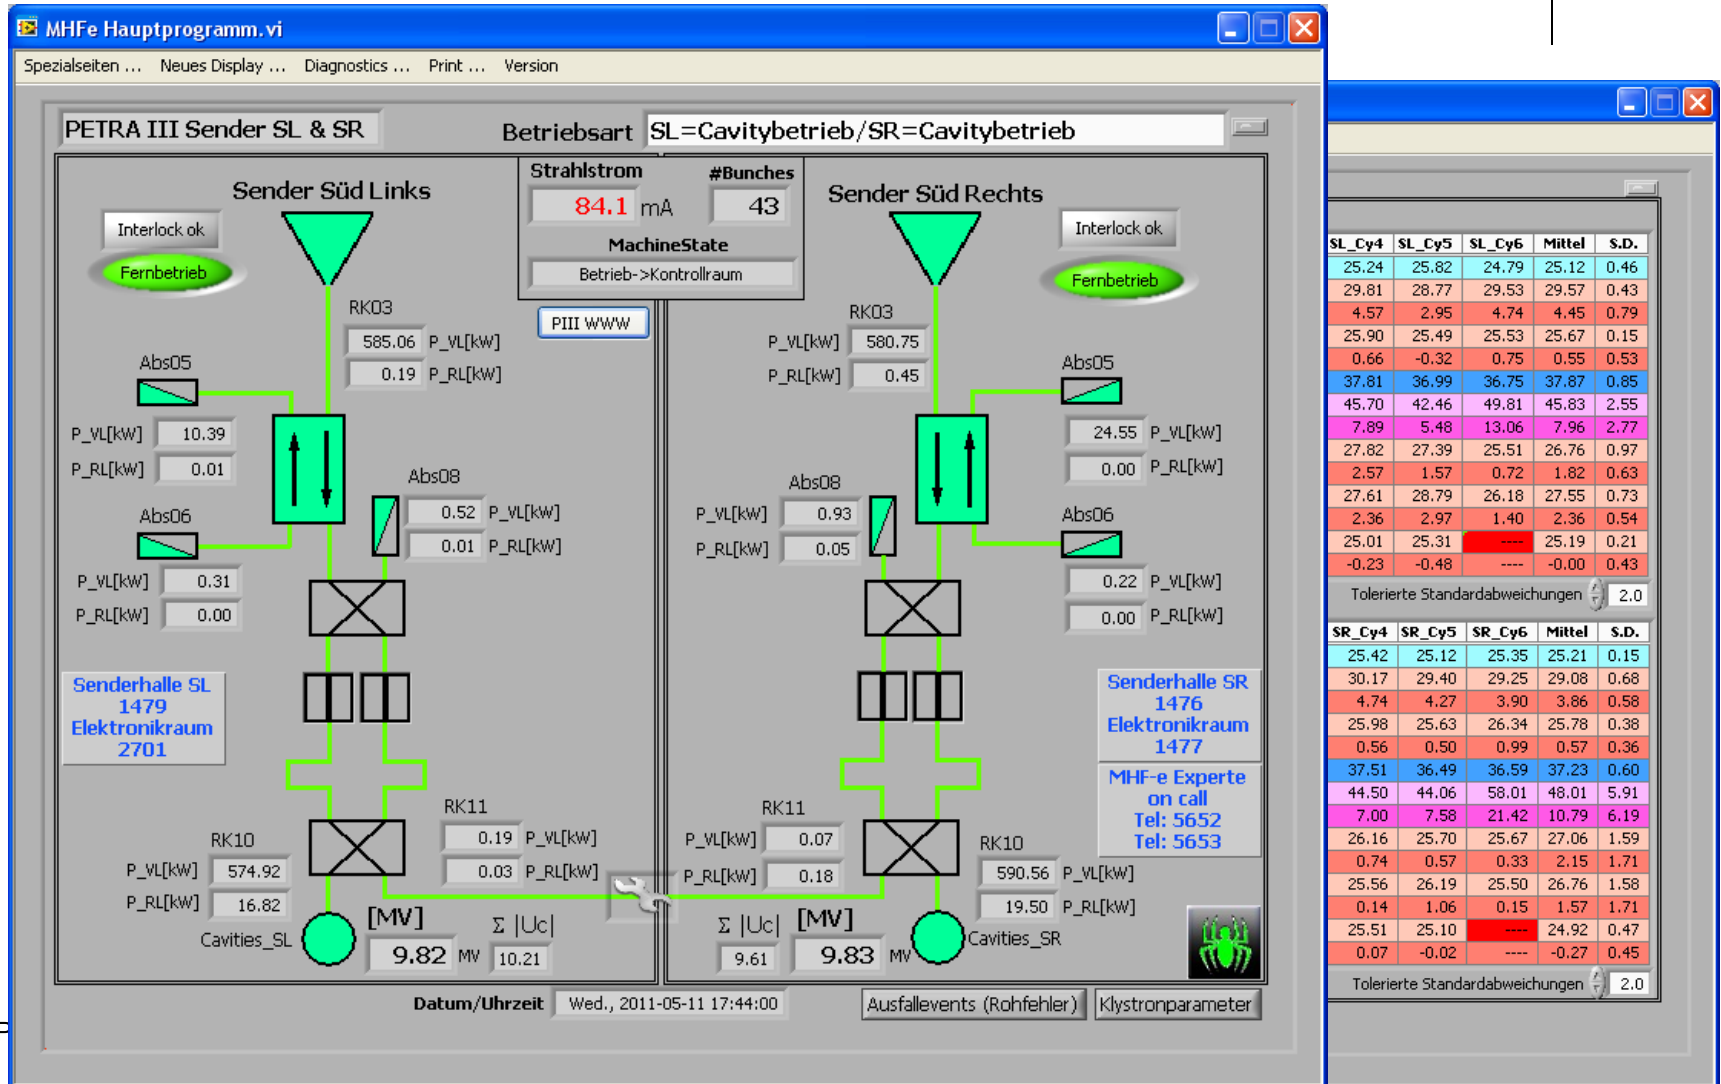 MHFe Hauptprogramm.vi
Spezialseiten ... Neues Display ... Diagnostics ... Print ... Version
PETRA III Sender SL & SR
Betriebsart SL=Cavitybetrieb/SR=Cavitybetrieb
Sender Süd Links
Interlock ok
Fernbetrieb
Strahlstrom #Bunches
84.1 mA 43
MachineState
Betrieb->Kontrollraum
PIII WWW
Sender Süd Rechts
Interlock ok
Fernbetrieb
RK03
585.06 P_VL[kW]
0.19 P_RL[kW]
Abs05
P_VL[kW] 10.39
P_RL[kW] 0.01
Abs08
0.52 P_VL[kW]
0.01 P_RL[kW]
Abs06
P_VL[kW] 0.31
P_RL[kW] 0.00
Senderhalle SL
1479
Elektronikraum
2701
RK11
0.19 P_VL[kW]
0.03 P_RL[kW]
RK10
P_VL[kW] 574.92
P_RL[kW] 16.82
Cavities_SL
[MV] Σ |Uc|
9.82 MV 10.21
RK03
P_VL[kW] 580.75
P_RL[kW] 0.45
Abs05
24.55 P_VL[kW]
0.00 P_RL[kW]
Abs08
P_VL[kW] 0.93
P_RL[kW] 0.05
Abs06
0.22 P_VL[kW]
0.00 P_RL[kW]
Senderhalle SR
1476
Elektronikraum
1477
MHF-e Experte
on call
Tel: 5652
Tel: 5653
RK11
P_VL[kW] 0.07
P_RL[kW] 0.18
RK10
590.56 P_VL[kW]
19.50 P_RL[kW]
Σ |Uc| [MV]
9.61 9.83 MV
Cavities_SR
Datum/Uhrzeit Wed., 2011-05-11 17:44:00
Ausfallevents (Rohfehler) Klystronparameter
SL_Cy4 SL_Cy5 SL_Cy6 Mittel S.D.
25.24 25.82 24.79 25.12 0.46
29.81 28.77 29.53 29.57 0.43
4.57 2.95 4.74 4.45 0.79
25.90 25.49 25.53 25.67 0.15
0.66 -0.32 0.75 0.55 0.53
37.81 36.99 36.75 37.87 0.85
45.70 42.46 49.81 45.83 2.55
7.89 5.48 13.06 7.96 2.77
27.82 27.39 25.51 26.76 0.97
2.57 1.57 0.72 1.82 0.63
27.61 28.79 26.18 27.55 0.73
2.36 2.97 1.40 2.36 0.54
25.01 25.31 ---- 25.19 0.21
-0.23 -0.48 ---- -0.00 0.43
Tolerierte Standardabweichungen 2.0
SR_Cy4 SR_Cy5 SR_Cy6 Mittel S.D.
25.42 25.12 25.35 25.21 0.15
30.17 29.40 29.25 29.08 0.68
4.74 4.27 3.90 3.86 0.58
25.98 25.63 26.34 25.78 0.38
0.56 0.50 0.99 0.57 0.36
37.51 36.49 36.59 37.23 0.60
44.50 44.06 58.01 48.01 5.91
7.00 7.58 21.42 10.79 6.19
26.16 25.70 25.67 27.06 1.59
0.74 0.57 0.33 2.15 1.71
25.56 26.19 25.50 26.76 1.58
0.14 1.06 0.15 1.57 1.71
25.51 25.10 ---- 24.92 0.47
0.07 -0.02 ---- -0.27 0.45
Tolerierte Standardabweichungen 2.0